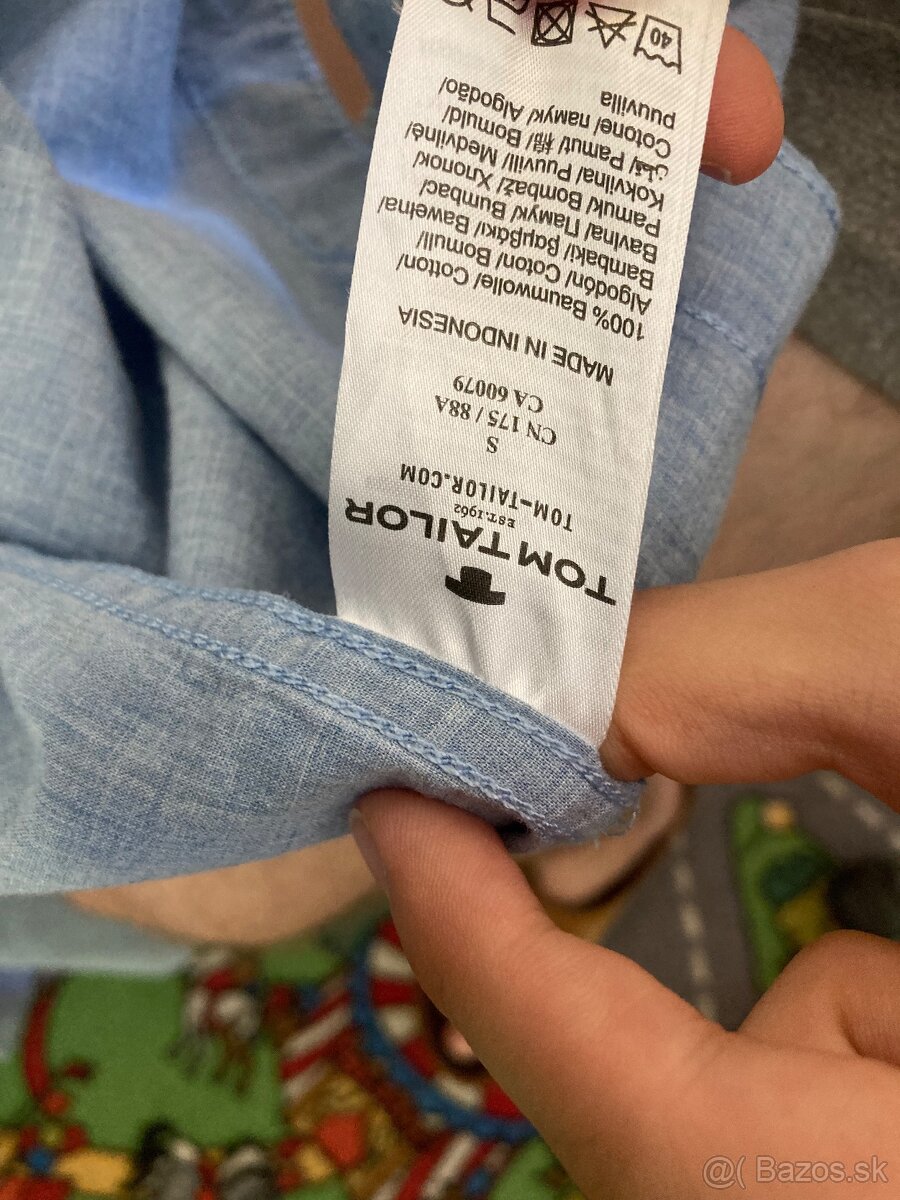 TOM TAILOR
EST.1962
TOM-TAILOR.COM
S
CN 175 / 88A
CA 60079
MADE IN INDONESIA
100% Baumwolle/ Cotton/
Algodón/ Coton/ Bomull/
Bambaki/ βαμβάκι/ Bawełna/
Bavlna/ Памук/ Bumbac/
Pamuk/ Bombaž/ Хлопок/
Kokvilna/ Puuvill/ Medvilnė/
قطن/ Pamut/ 棉/ Bomuld/
Cotone/ памук/ Algodão/
Puuvilla
40
@( Bazos.sk